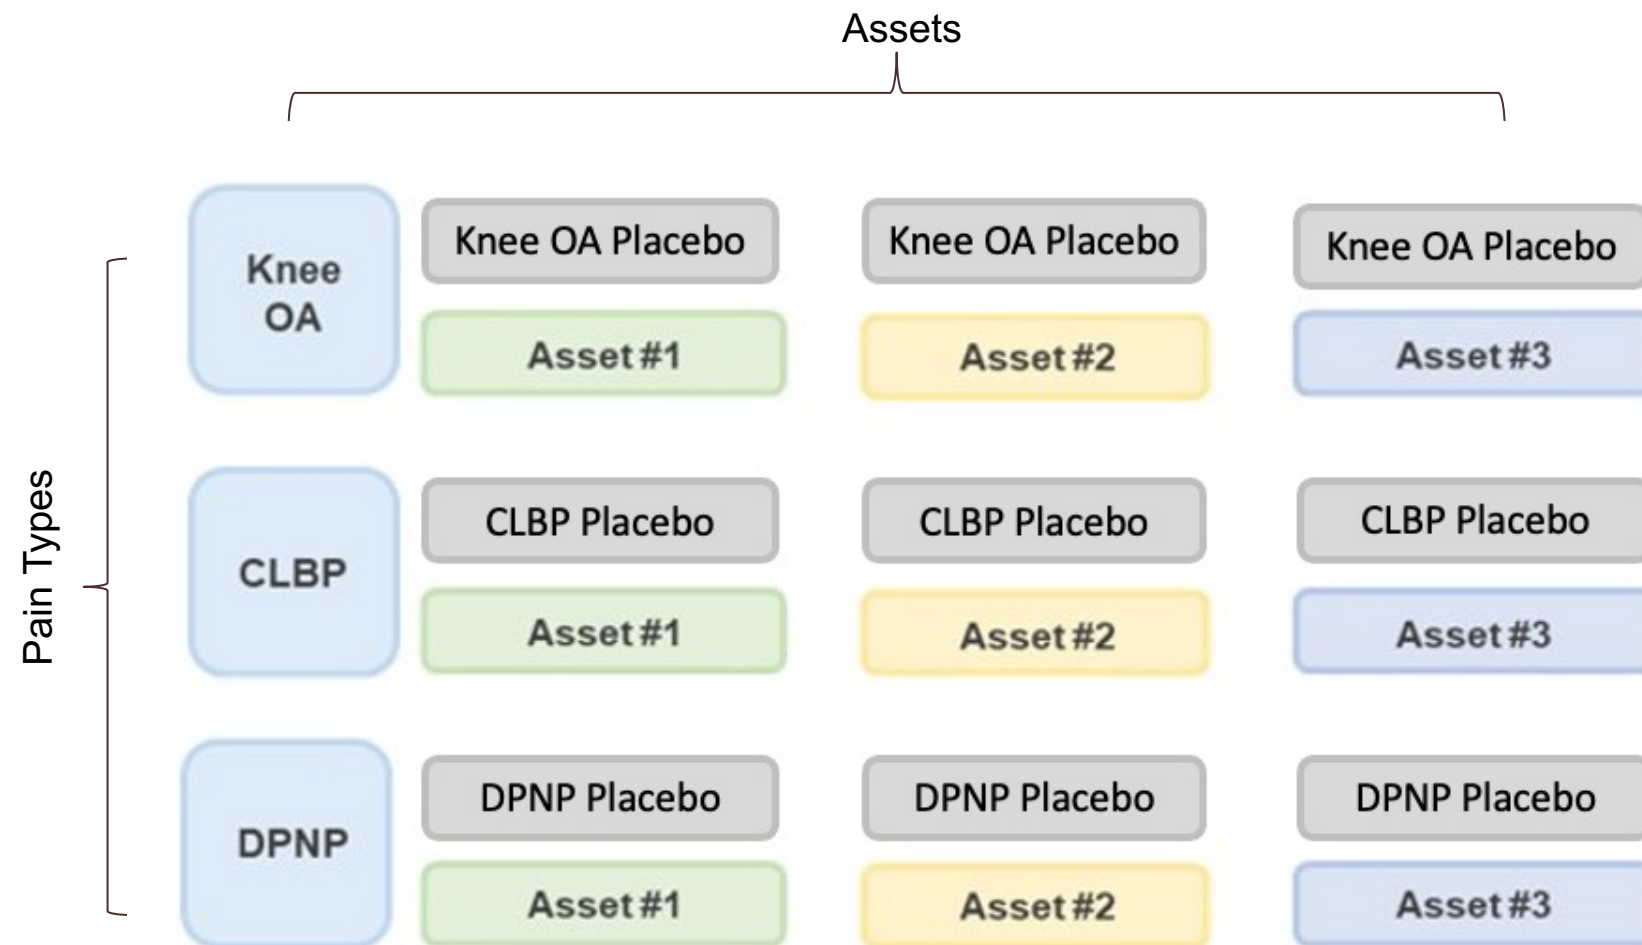 Assets
Pain Types
Knee
OA
Knee OA Placebo
Knee OA Placebo
Knee OA Placebo
Asset #1
Asset #2
Asset #3
CLBP
CLBP Placebo
CLBP Placebo
CLBP Placebo
Asset #1
Asset #2
Asset #3
DPNP
DPNP Placebo
DPNP Placebo
DPNP Placebo
Asset #1
Asset #2
Asset #3